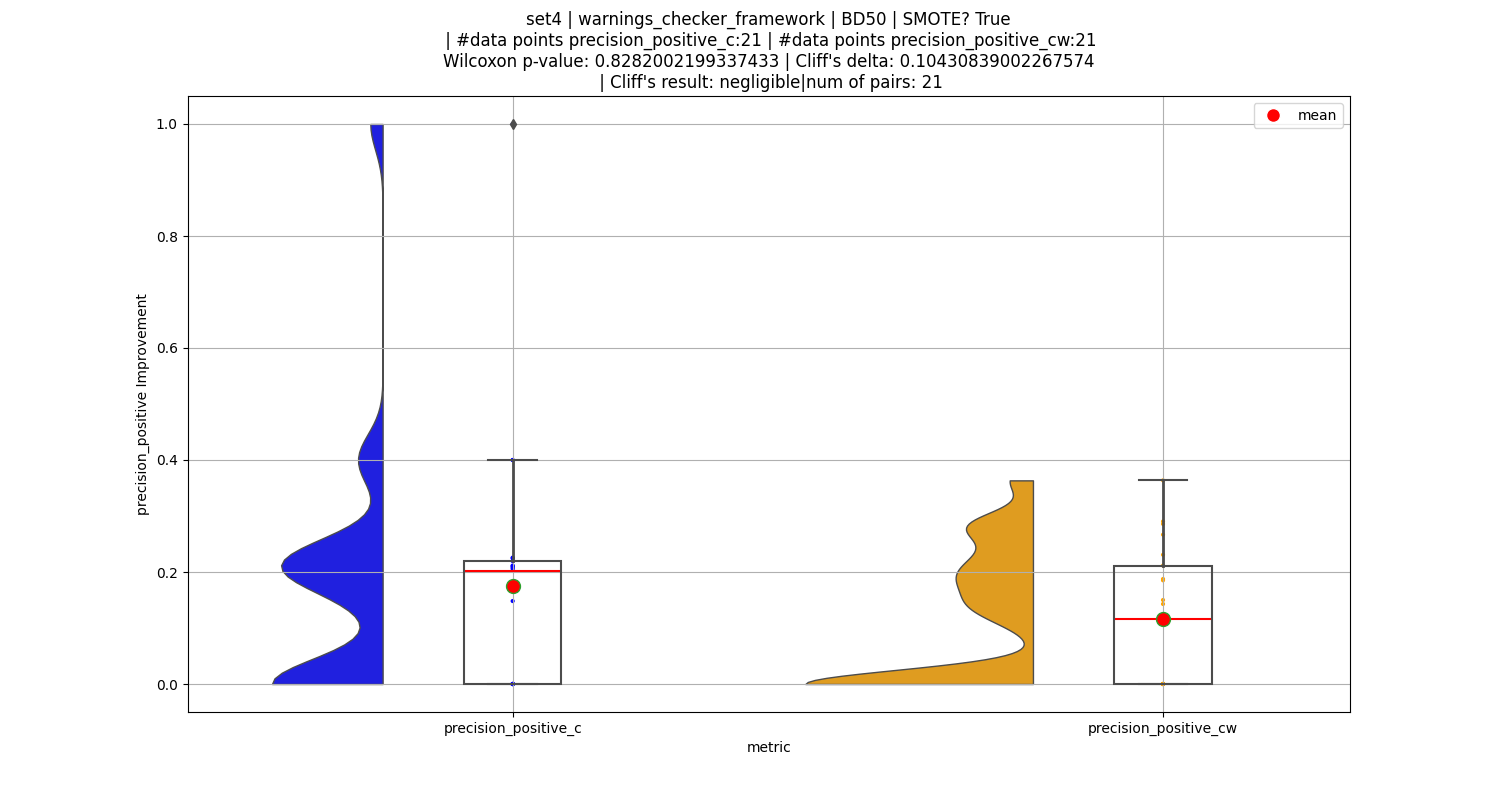 set4 | warnings_checker_framework | BD50 | SMOTE? True
| #data points precision_positive_c:21 | #data points precision_positive_cw:21
Wilcoxon p-value: 0.8282002199337433 | Cliff's delta: 0.10430839002267574
| Cliff's result: negligible|num of pairs: 21
mean
1.0
0.8
0.6
0.4
0.2
0.0
precision_positive Improvement
precision_positive_c
precision_positive_cw
metric